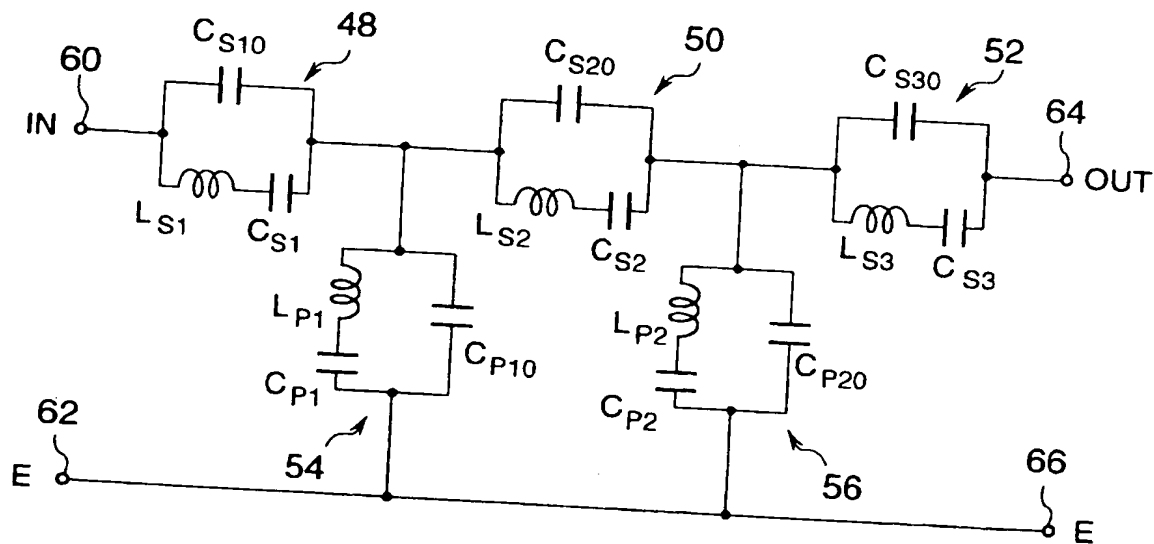 48
50
52
60
64
C S10
C S20
C S30
IN
OUT
L S1
C S1
L S2
C S2
L S3
C S3
L P1
C P10
C P1
L P2
C P20
C P2
62
54
56
66
E
E